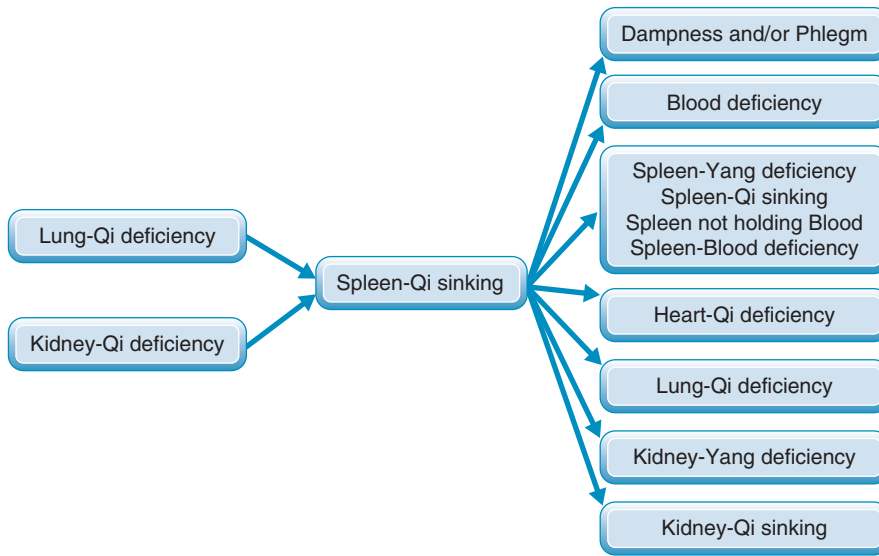 Lung-Qi deficiency
Kidney-Qi deficiency
Spleen-Qi sinking
Dampness and/or Phlegm
Blood deficiency
Spleen-Yang deficiency
Spleen-Qi sinking
Spleen not holding Blood
Spleen-Blood deficiency
Heart-Qi deficiency
Lung-Qi deficiency
Kidney-Yang deficiency
Kidney-Qi sinking